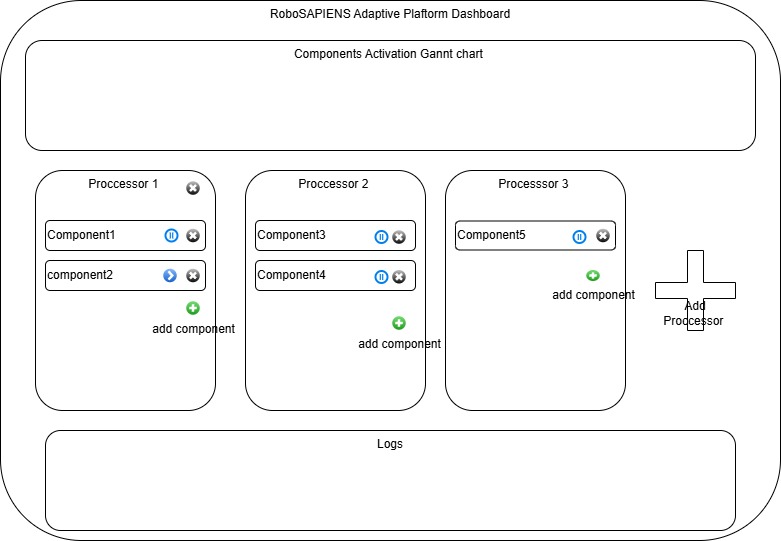 RoboSAPIENS Adaptive Plaftorm Dashboard
Components Activation Gannt chart
Proccessor 1
Component1
component2
add component
Proccessor 2
Component3
Component4
add component
Processsor 3
Component5
add component
Add
Proccessor
Logs